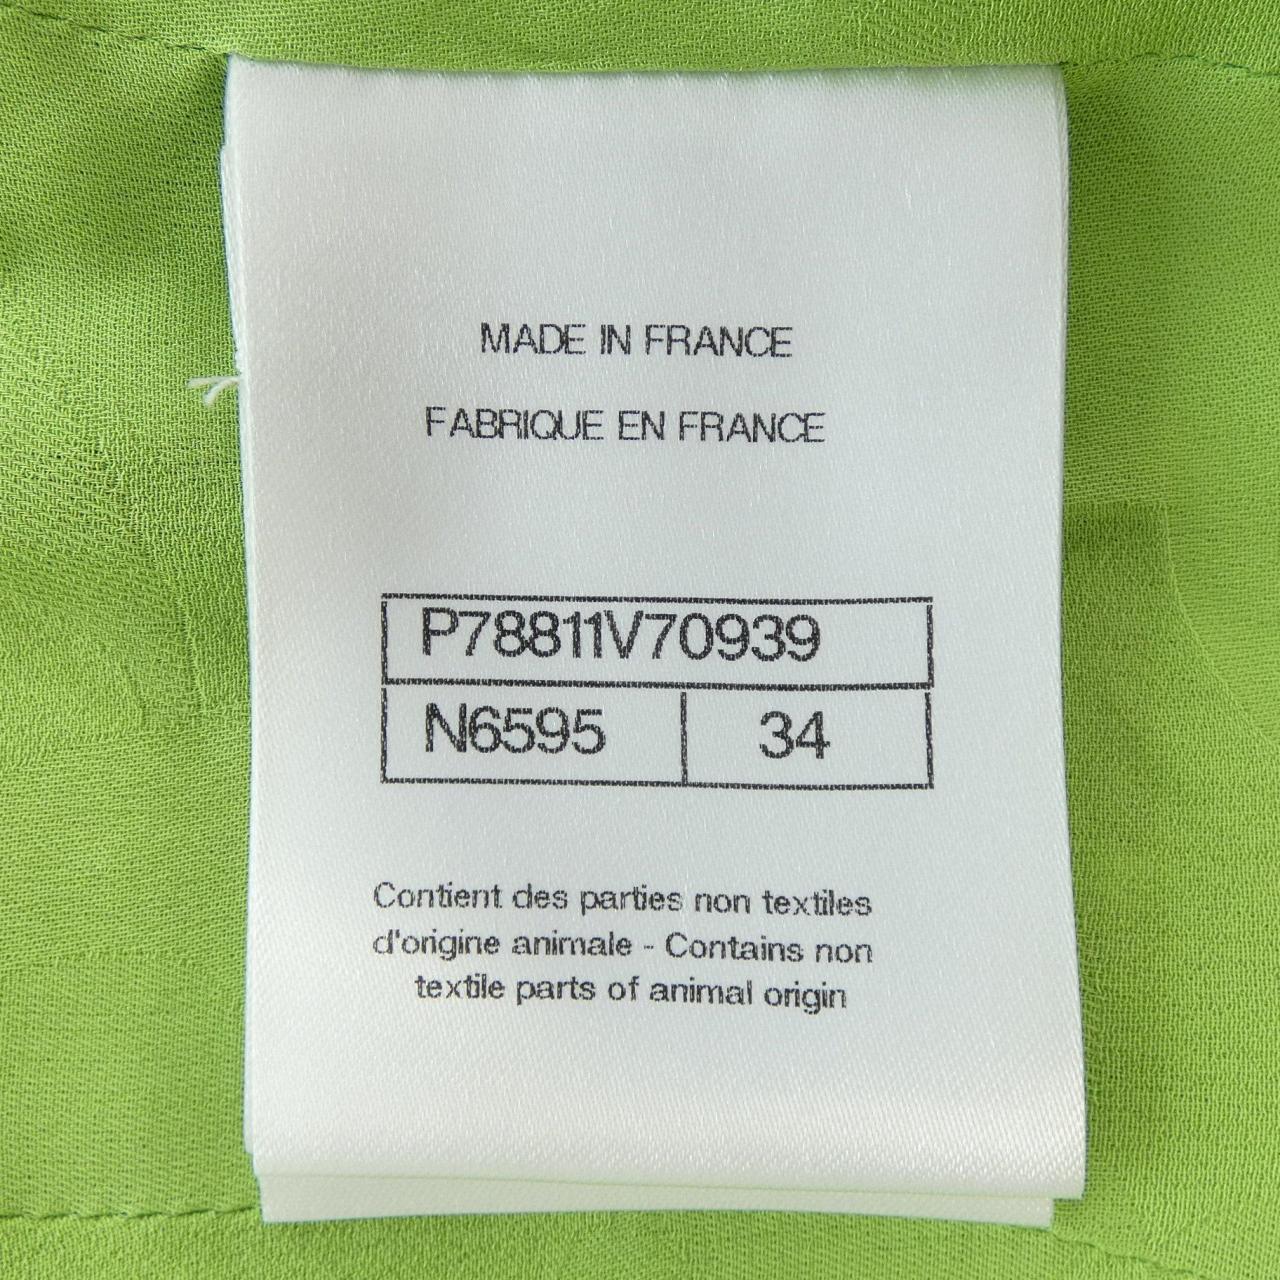 MADE IN FRANCE
FABRIQUE EN FRANCE
P78811V70939
N6595 34
Contient des parties non textiles
d'origine animale - Contains non
textile parts of animal origin